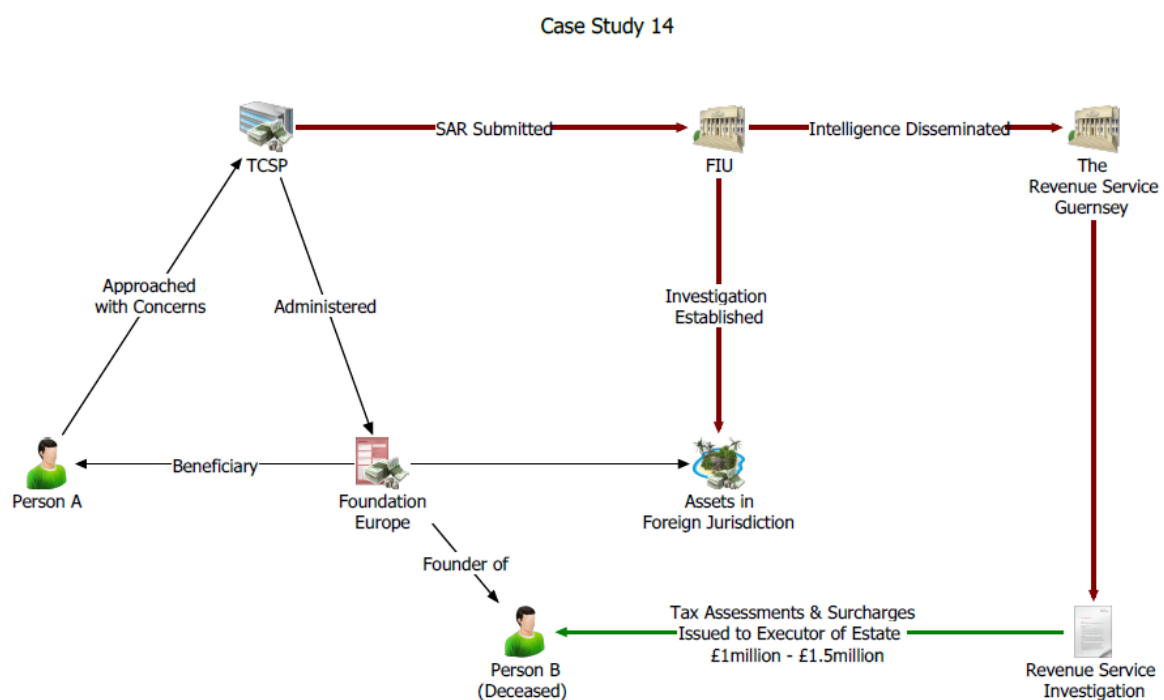 Case Study 14
SAR Submitted
Intelligence Disseminated
TCSP
FIU
The
Revenue Service
Guernsey
Approached
with Concerns
Administered
Investigation
Established
Beneficiary
Person A
Foundation
Europe
Assets in
Foreign Jurisdiction
Founder of
Tax Assessments & Surcharges
Issued to Executor of Estate
£1million - £1.5million
Person B
(Deceased)
Revenue Service
Investigation